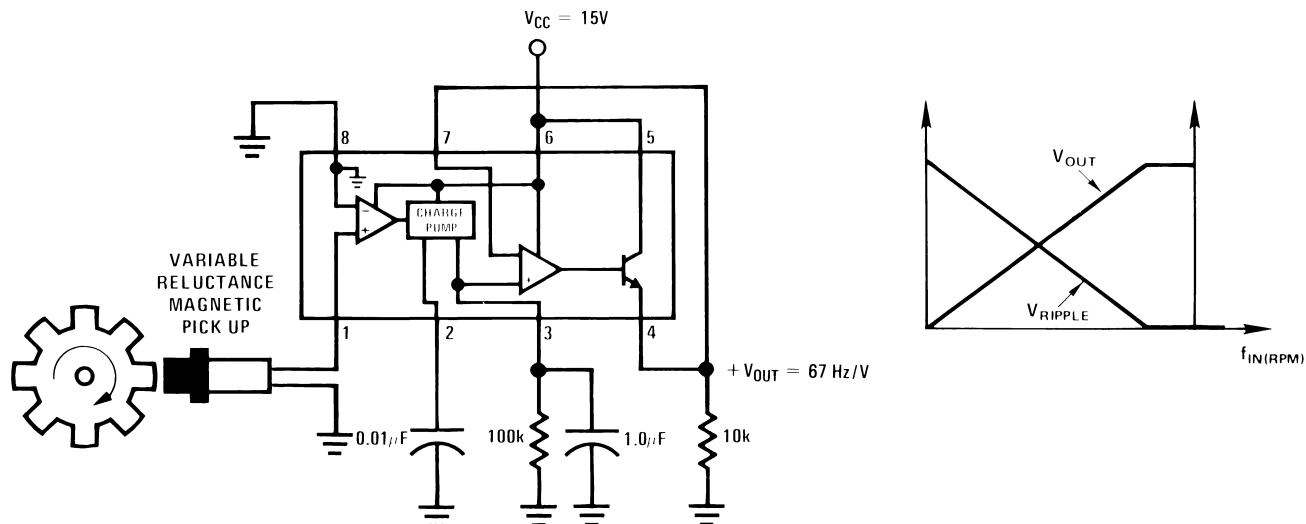 V_CC = 15V
8
7
6
5
−
+
CHARGE
PUMP
+
VARIABLE
RELUCTANCE
MAGNETIC
PICK UP
1
2
3
4
+ V_OUT = 67 Hz/V
0.01μF
100k
1.0μF
10k
V_OUT
V_RIPPLE
f_IN(RPM)